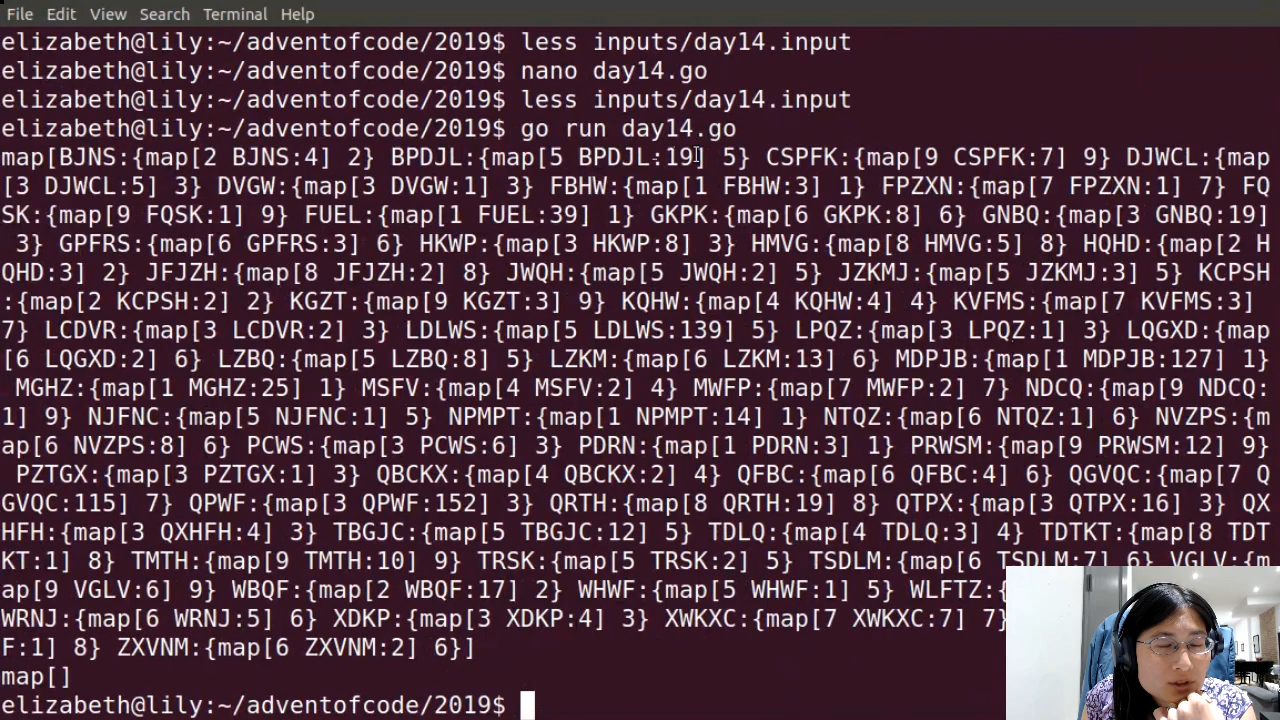 File Edit View Search Terminal Help
elizabeth@lily:~/adventofcode/2019$ less inputs/day14.input
elizabeth@lily:~/adventofcode/2019$ nano day14.go
elizabeth@lily:~/adventofcode/2019$ less inputs/day14.input
elizabeth@lily:~/adventofcode/2019$ go run day14.go
map[BJNS:{map[2 BJNS:4] 2} BPDJL:{map[5 BPDJL:19] 5} CSPFK:{map[9 CSPFK:7] 9} DJWCL:{map
[3 DJWCL:5] 3} DVGW:{map[3 DVGW:1] 3} FBHW:{map[1 FBHW:3] 1} FPZXN:{map[7 FPZXN:1] 7} FQ
SK:{map[9 FQSK:1] 9} FUEL:{map[1 FUEL:39] 1} GKPK:{map[6 GKPK:8] 6} GNBQ:{map[3 GNBQ:19]
3} GPFRS:{map[6 GPFRS:3] 6} HKWP:{map[3 HKWP:8] 3} HMVG:{map[8 HMVG:5] 8} HQHD:{map[2 H
QHD:3] 2} JFJZH:{map[8 JFJZH:2] 8} JWQH:{map[5 JWQH:2] 5} JZKMJ:{map[5 JZKMJ:3] 5} KCPSH
:{map[2 KCPSH:2] 2} KGZT:{map[9 KGZT:3] 9} KQHW:{map[4 KQHW:4] 4} KVFMS:{map[7 KVFMS:3]
7} LCDVR:{map[3 LCDVR:2] 3} LDLWS:{map[5 LDLWS:139] 5} LPQZ:{map[3 LPQZ:1] 3} LQGXD:{map
[6 LQGXD:2] 6} LZBQ:{map[5 LZBQ:8] 5} LZKM:{map[6 LZKM:13] 6} MDPJB:{map[1 MDPJB:127] 1}
MGHZ:{map[1 MGHZ:25] 1} MSFV:{map[4 MSFV:2] 4} MWFP:{map[7 MWFP:2] 7} NDCQ:{map[9 NDCQ:
1] 9} NJFNC:{map[5 NJFNC:1] 5} NPMPT:{map[1 NPMPT:14] 1} NTQZ:{map[6 NTQZ:1] 6} NVZPS:{m
ap[6 NVZPS:8] 6} PCWS:{map[3 PCWS:6] 3} PDRN:{map[1 PDRN:3] 1} PRWSM:{map[9 PRWSM:12] 9}
PZTGX:{map[3 PZTGX:1] 3} QBCKX:{map[4 QBCKX:2] 4} QFBC:{map[6 QFBC:4] 6} QGVQC:{map[7 Q
GVQC:115] 7} QPWF:{map[3 QPWF:152] 3} QRTH:{map[8 QRTH:19] 8} QTPX:{map[3 QTPX:16] 3} QX
HFH:{map[3 QXHFH:4] 3} TBGJC:{map[5 TBGJC:12] 5} TDLQ:{map[4 TDLQ:3] 4} TDTKT:{map[8 TDT
KT:1] 8} TMTH:{map[9 TMTH:10] 9} TRSK:{map[5 TRSK:2] 5} TSDLM:{map[6 TSDLM:7] 6} VGLV:{m
ap[9 VGLV:6] 9} WBQF:{map[2 WBQF:17] 2} WHWF:{map[5 WHWF:1] 5} WLFTZ:{
WRNJ:{map[6 WRNJ:5] 6} XDKP:{map[3 XDKP:4] 3} XWKXC:{map[7 XWKXC:7] 7}
F:1] 8} ZXVNM:{map[6 ZXVNM:2] 6}]
map[]
elizabeth@lily:~/adventofcode/2019$